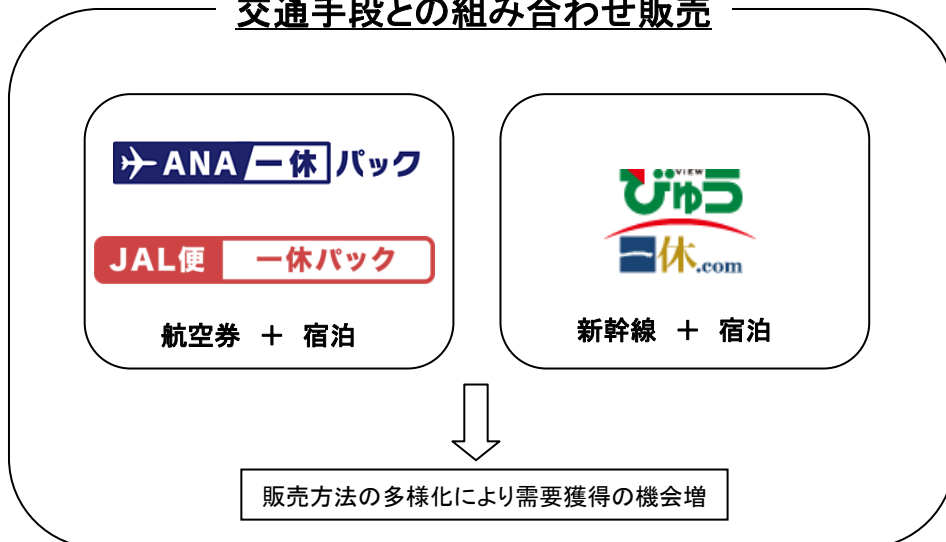 交通手段との組み合わせ販売
ANA 一休 パック
JAL便 一休パック
航空券 ＋ 宿泊
VIEW
びゅう
一休.com
新幹線 ＋ 宿泊
販売方法の多様化により需要獲得の機会増